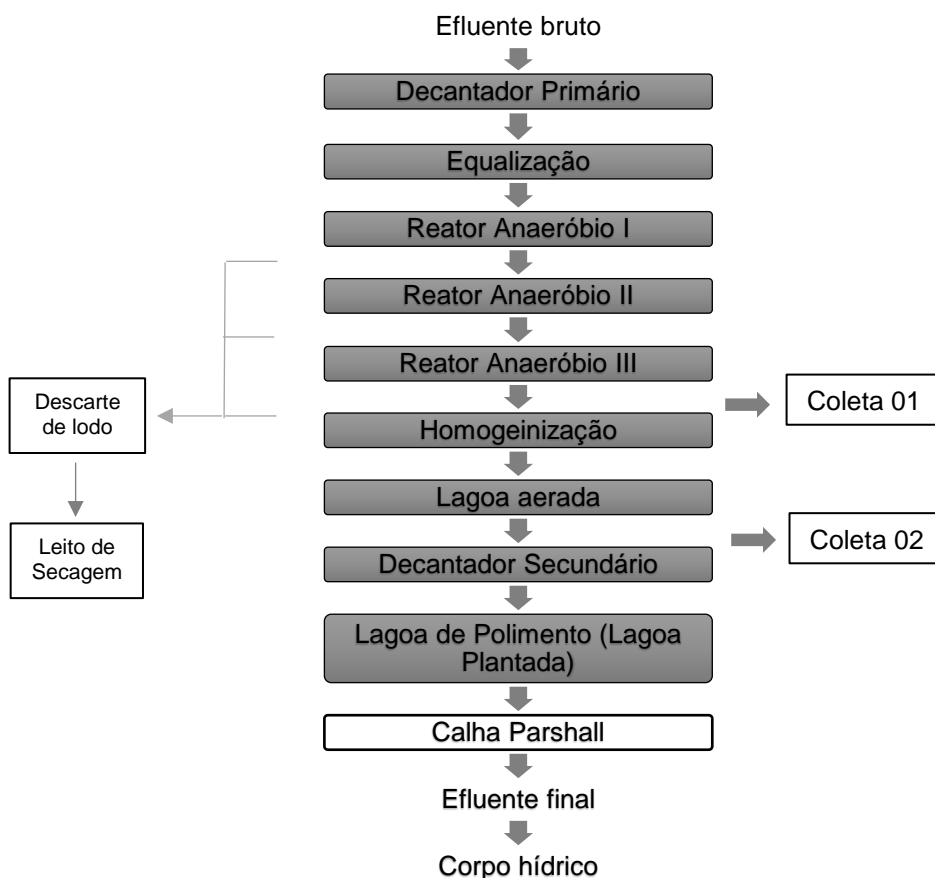 Efluente bruto
Decantador Primário
Equalização
Reator Anaeróbio I
Reator Anaeróbio II
Reator Anaeróbio III
Descarte
de lodo
Coleta 01
Homogeinização
Lagoa aerada
Leito de
Secagem
Coleta 02
Decantador Secundário
Lagoa de Polimento (Lagoa
Plantada)
Calha Parshall
Efluente final
Corpo hídrico